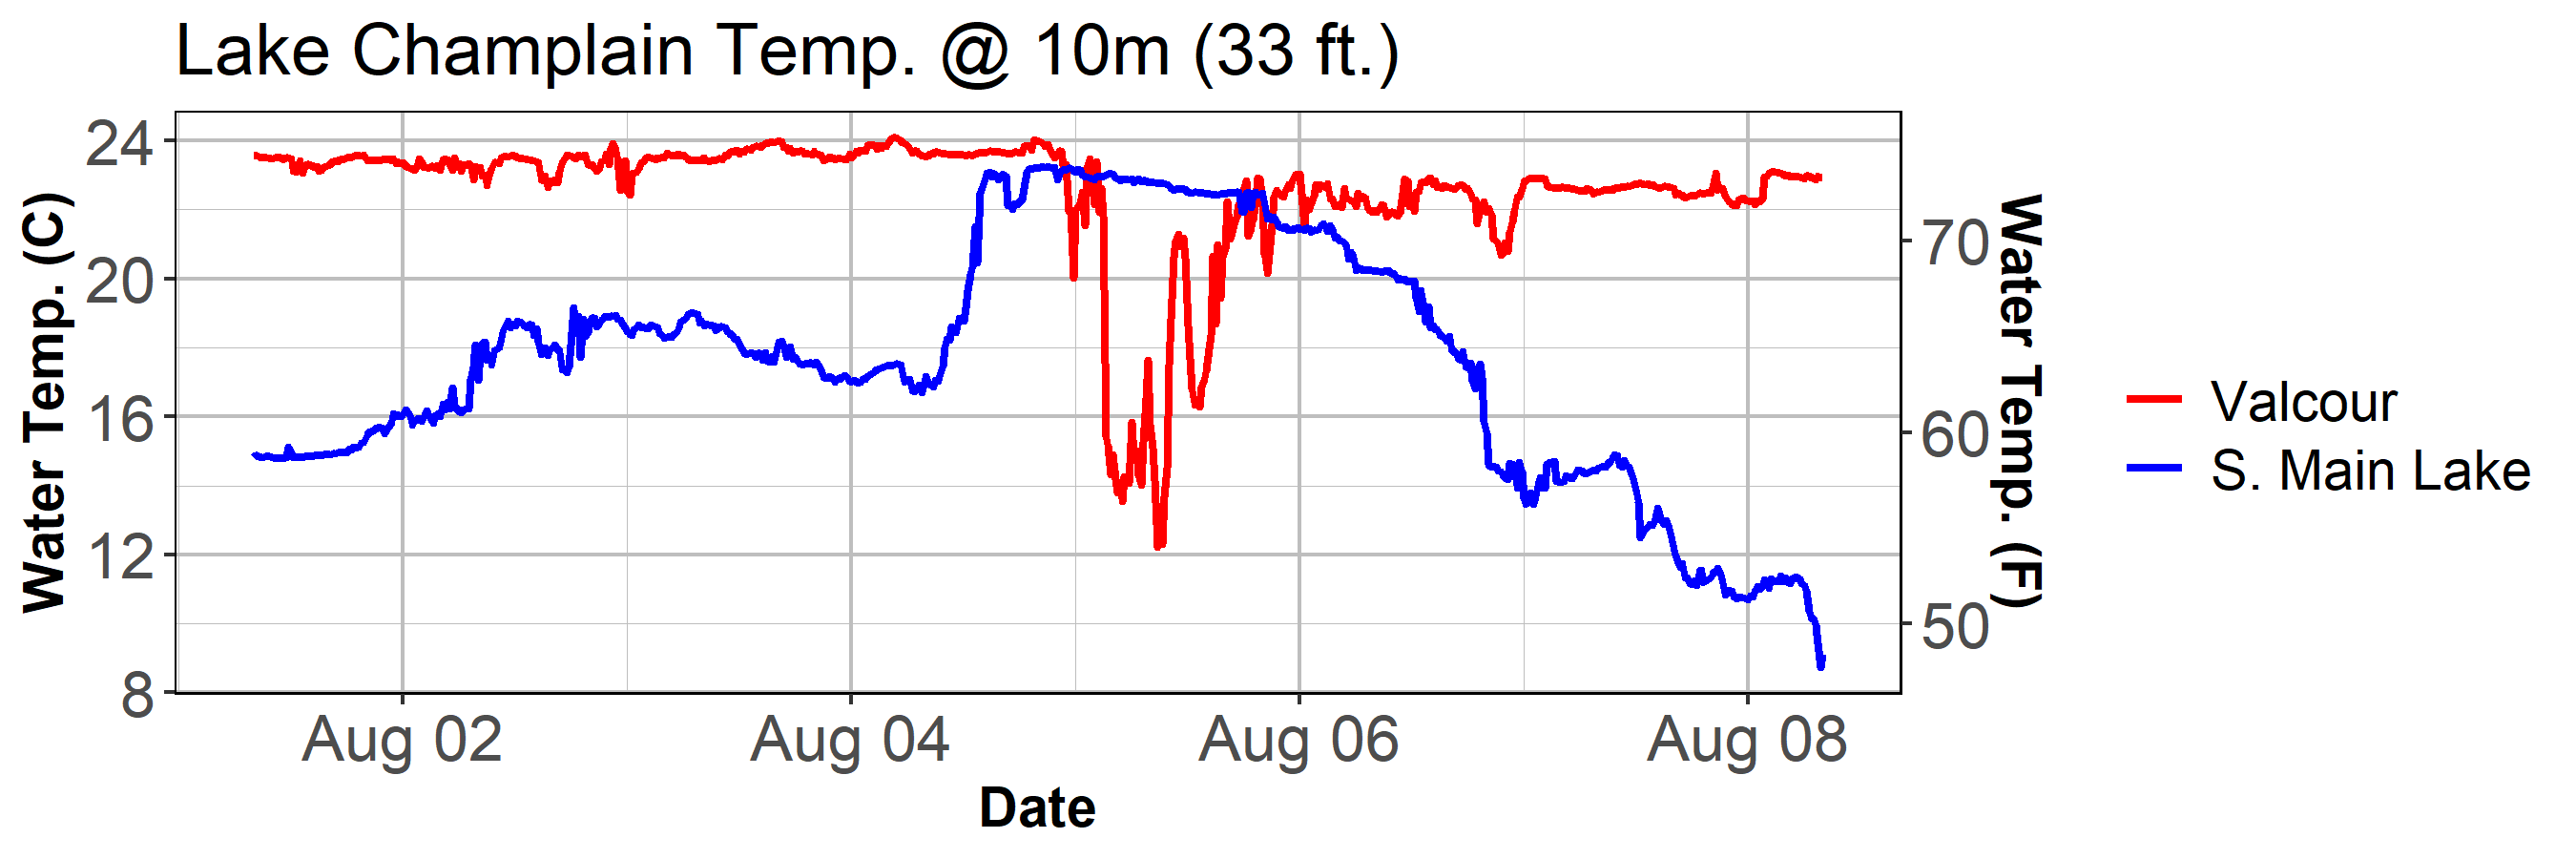 Lake Champlain Temp. @ 10m (33 ft.)
Water Temp. (C)
24
20
16
12
8
70
60
50
Water Temp. (F)
Valcour
S. Main Lake
Aug 02 Aug 04 Aug 06 Aug 08
Date